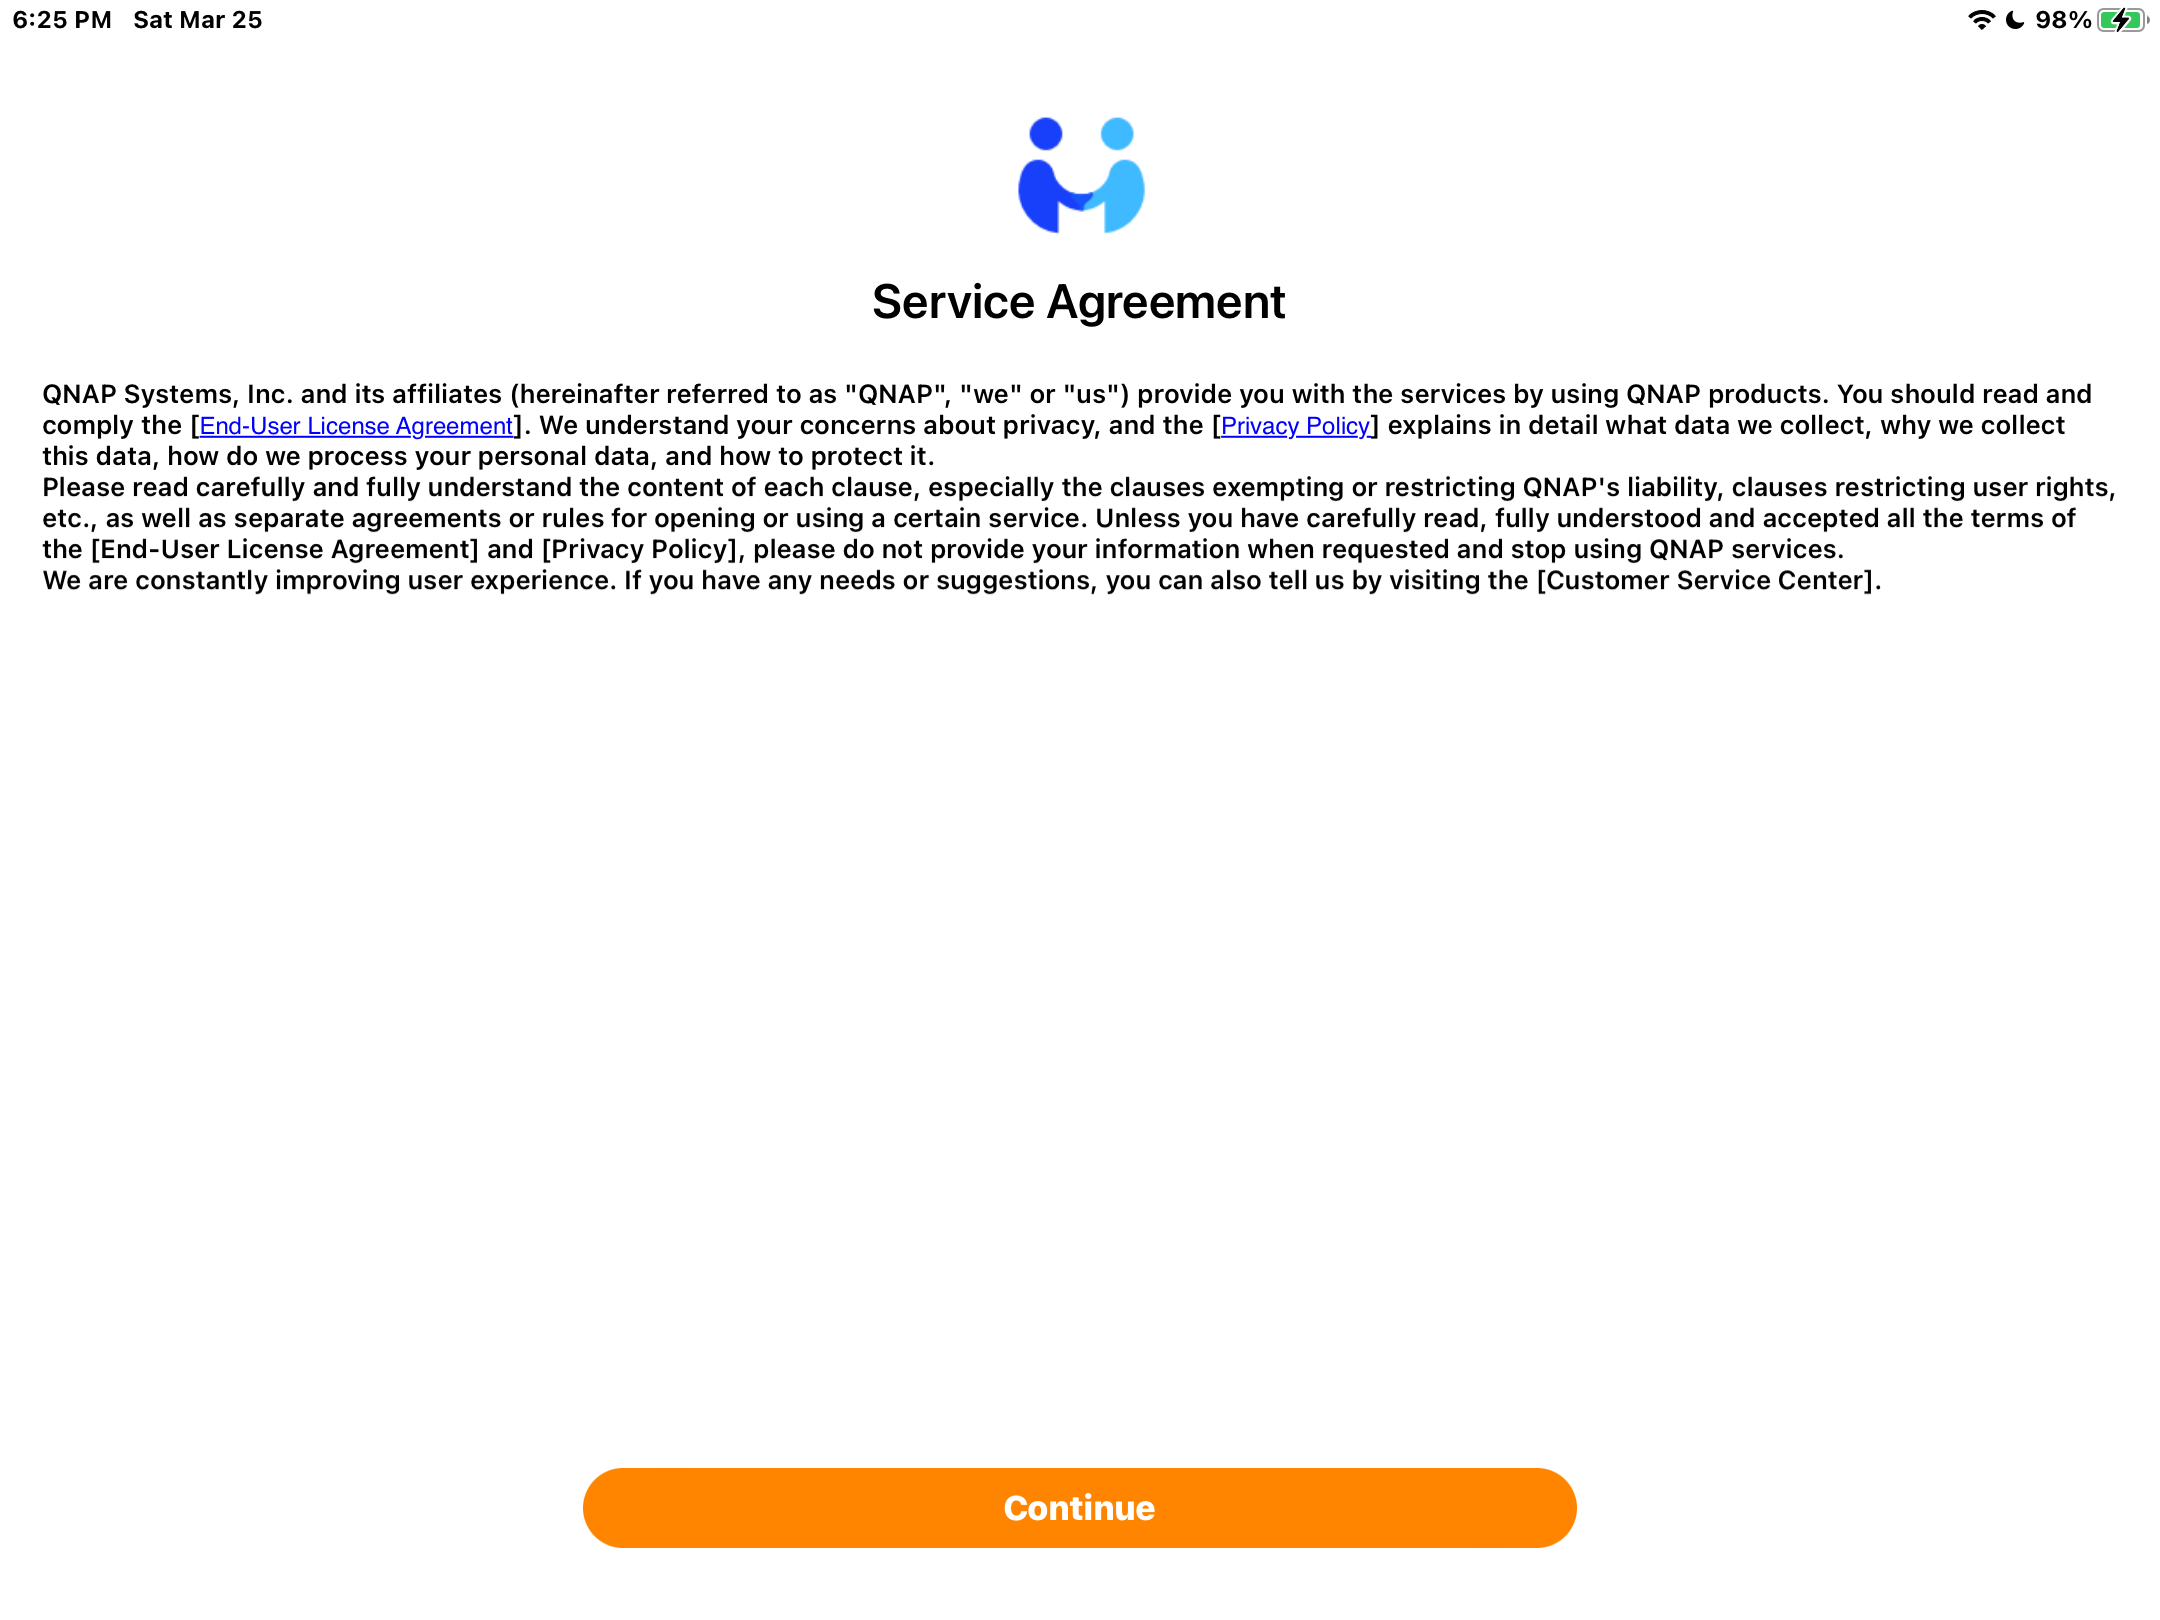 6:25 PM Sat Mar 25 98%
Service Agreement
QNAP Systems, Inc. and its affiliates (hereinafter referred to as "QNAP", "we" or "us") provide you with the services by using QNAP products. You should read and
comply the [End-User License Agreement]. We understand your concerns about privacy, and the [Privacy Policy] explains in detail what data we collect, why we collect
this data, how do we process your personal data, and how to protect it.
Please read carefully and fully understand the content of each clause, especially the clauses exempting or restricting QNAP's liability, clauses restricting user rights,
etc., as well as separate agreements or rules for opening or using a certain service. Unless you have carefully read, fully understood and accepted all the terms of
the [End-User License Agreement] and [Privacy Policy], please do not provide your information when requested and stop using QNAP services.
We are constantly improving user experience. If you have any needs or suggestions, you can also tell us by visiting the [Customer Service Center].
Continue